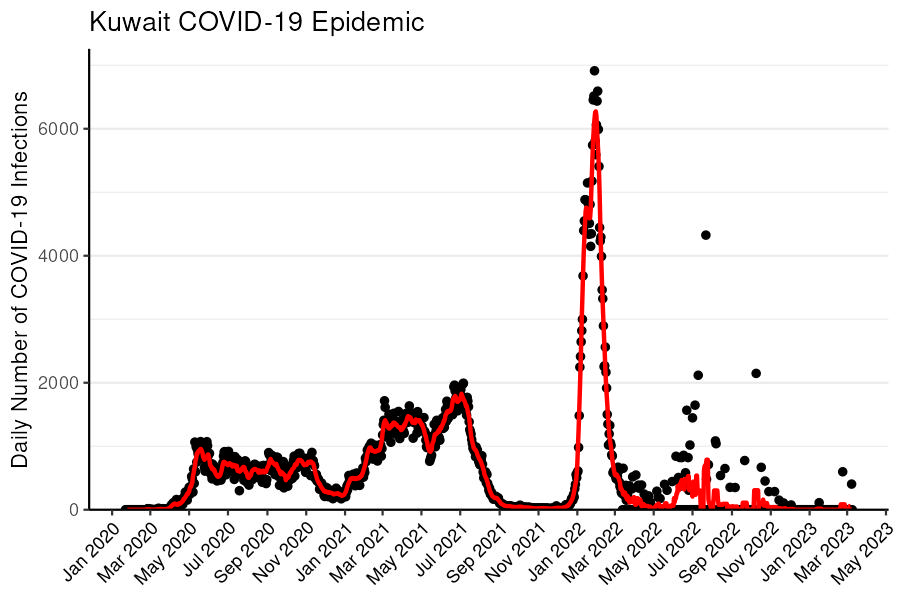 Kuwait COVID-19 Epidemic
Daily Number of COVID-19 Infections
6000
4000
2000
0
Jan 2020
Mar 2020
May 2020
Jul 2020
Sep 2020
Nov 2020
Jan 2021
Mar 2021
May 2021
Jul 2021
Sep 2021
Nov 2021
Jan 2022
Mar 2022
May 2022
Jul 2022
Sep 2022
Nov 2022
Jan 2023
Mar 2023
May 2023